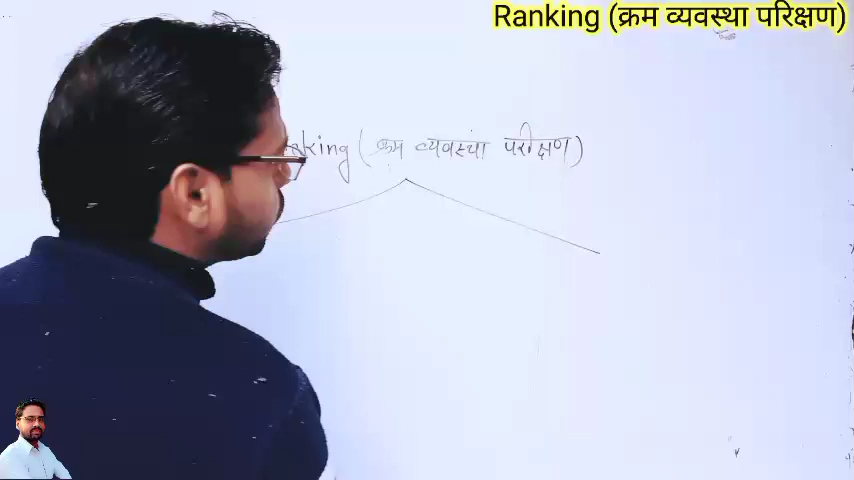 Ranking (क्रम व्यवस्था परिक्षण)
king (क्रम व्यवस्था परीक्षण)